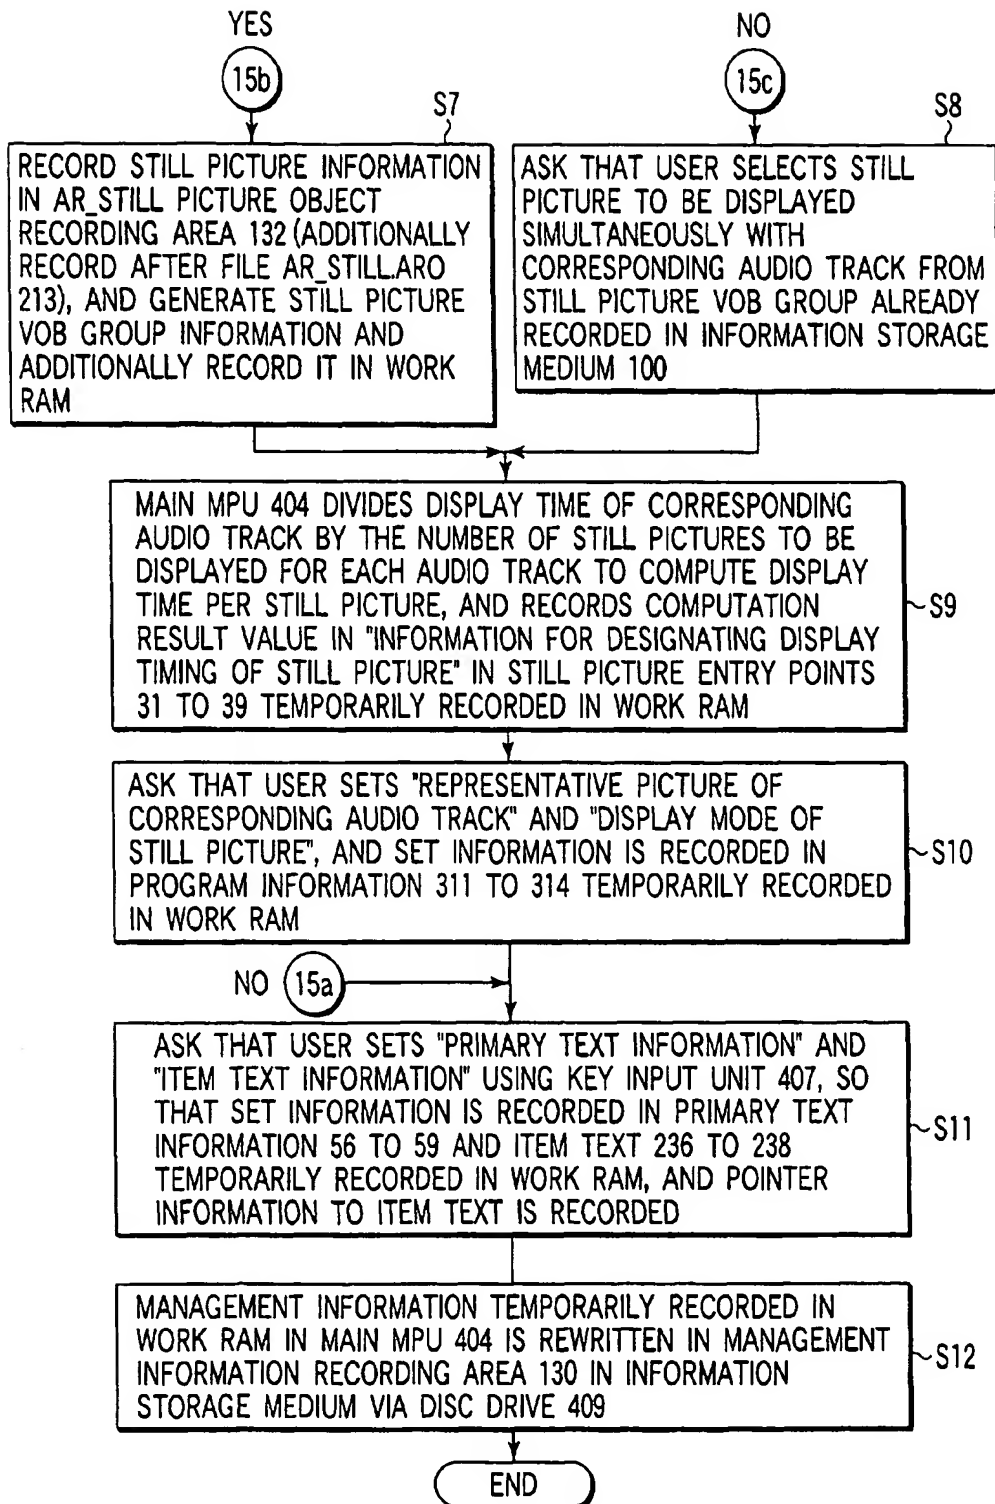 YES
15b
S7
RECORD STILL PICTURE INFORMATION
IN AR_STILL PICTURE OBJECT
RECORDING AREA 132 (ADDITIONALLY
RECORD AFTER FILE AR_STILL.ARO
213), AND GENERATE STILL PICTURE
VOB GROUP INFORMATION AND
ADDITIONALLY RECORD IT IN WORK
RAM
NO
15c
S8
ASK THAT USER SELECTS STILL
PICTURE TO BE DISPLAYED
SIMULTANEOUSLY WITH
CORRESPONDING AUDIO TRACK FROM
STILL PICTURE VOB GROUP ALREADY
RECORDED IN INFORMATION STORAGE
MEDIUM 100
MAIN MPU 404 DIVIDES DISPLAY TIME OF CORRESPONDING
AUDIO TRACK BY THE NUMBER OF STILL PICTURES TO BE
DISPLAYED FOR EACH AUDIO TRACK TO COMPUTE DISPLAY
TIME PER STILL PICTURE, AND RECORDS COMPUTATION
RESULT VALUE IN "INFORMATION FOR DESIGNATING DISPLAY
TIMING OF STILL PICTURE" IN STILL PICTURE ENTRY POINTS
31 TO 39 TEMPORARILY RECORDED IN WORK RAM
S9
ASK THAT USER SETS "REPRESENTATIVE PICTURE OF
CORRESPONDING AUDIO TRACK" AND "DISPLAY MODE OF
STILL PICTURE", AND SET INFORMATION IS RECORDED IN
PROGRAM INFORMATION 311 TO 314 TEMPORARILY RECORDED
IN WORK RAM
S10
NO 15a
ASK THAT USER SETS "PRIMARY TEXT INFORMATION" AND
"ITEM TEXT INFORMATION" USING KEY INPUT UNIT 407, SO
THAT SET INFORMATION IS RECORDED IN PRIMARY TEXT
INFORMATION 56 TO 59 AND ITEM TEXT 236 TO 238
TEMPORARILY RECORDED IN WORK RAM, AND POINTER
INFORMATION TO ITEM TEXT IS RECORDED
S11
MANAGEMENT INFORMATION TEMPORARILY RECORDED IN
WORK RAM IN MAIN MPU 404 IS REWRITTEN IN MANAGEMENT
INFORMATION RECORDING AREA 130 IN INFORMATION
STORAGE MEDIUM VIA DISC DRIVE 409
S12
END